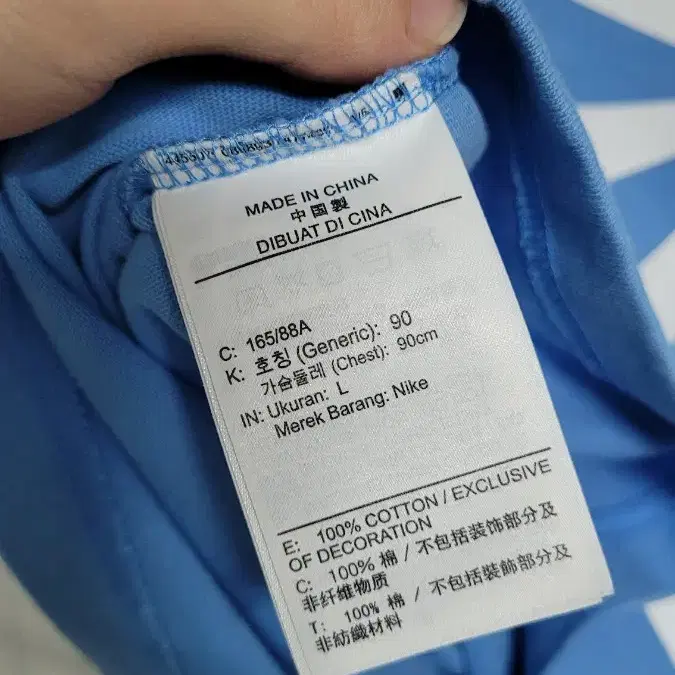 MADE IN CHINA
中国製
DIBUAT DI CINA
C: 165/88A
K: 호칭 (Generic): 90
가슴둘레 (Chest): 90cm
IN: Ukuran: L
Merek Barang: Nike
E: 100% COTTON / EXCLUSIVE
OF DECORATION
C: 100% 棉 / 不包括装饰部分及
非纤维物质
T: 100% 棉 / 不包括裝飾部分及
非紡織材料